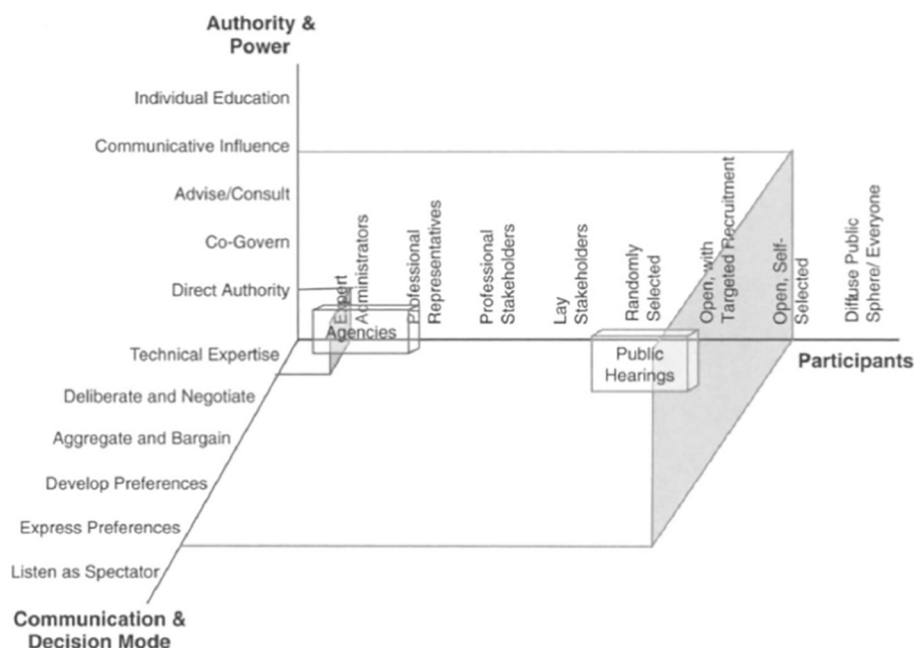 Authority &
Power
Individual Education
Communicative Influence
Advise/Consult
Co-Govern
Direct Authority
Expert
Administrators
Professional
Representatives
Professional
Stakeholders
Lay
Stakeholders
Randomly
Selected
Open, with
Targeted Recruitment
Open, Self-
Selected
Diffuse Public
Sphere/ Everyone
Agencies
Public
Hearings
Participants
Technical Expertise
Deliberate and Negotiate
Aggregate and Bargain
Develop Preferences
Express Preferences
Listen as Spectator
Communication &
Decision Mode